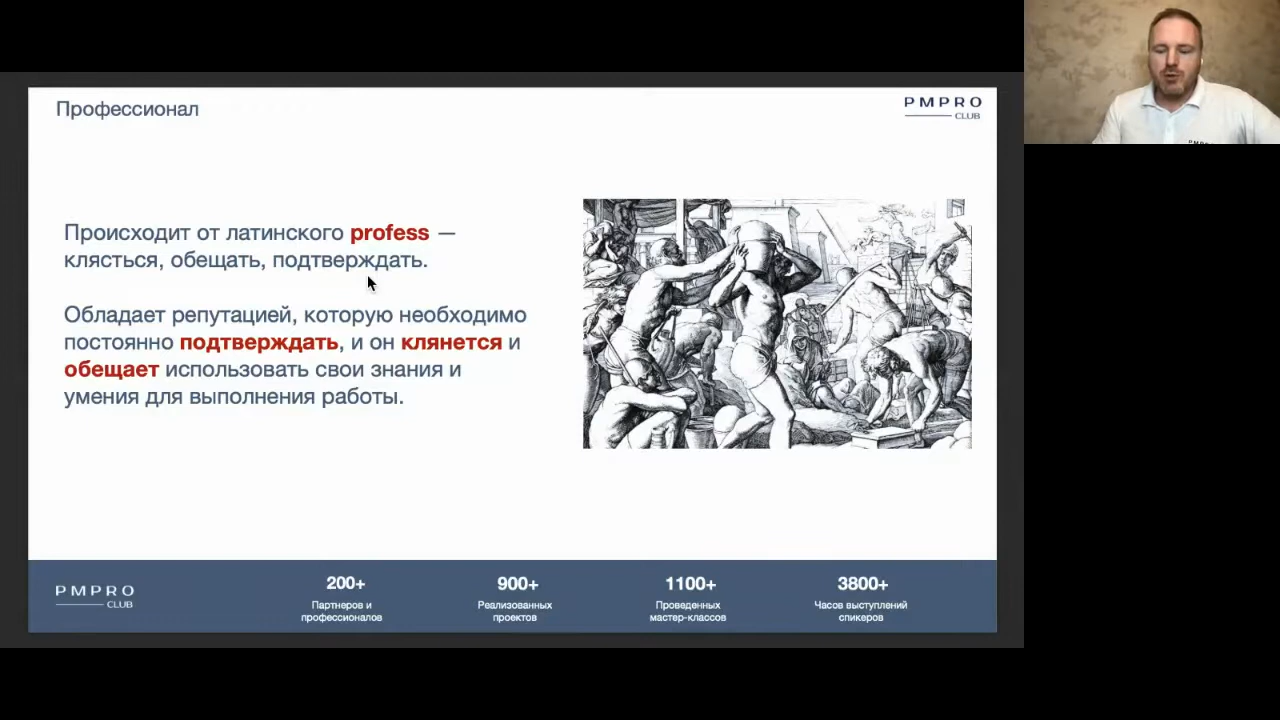 Профессионал
PMPRO
CLUB
Происходит от латинского profess —
клясться, обещать, подтверждать.
Обладает репутацией, которую необходимо
постоянно подтверждать, и он клянется и
обещает использовать свои знания и
умения для выполнения работы.
PMPRO
CLUB
200+
Партнеров и
профессионалов
900+
Реализованных
проектов
1100+
Проведенных
мастер-классов
3800+
Часов выступлений
спикеров